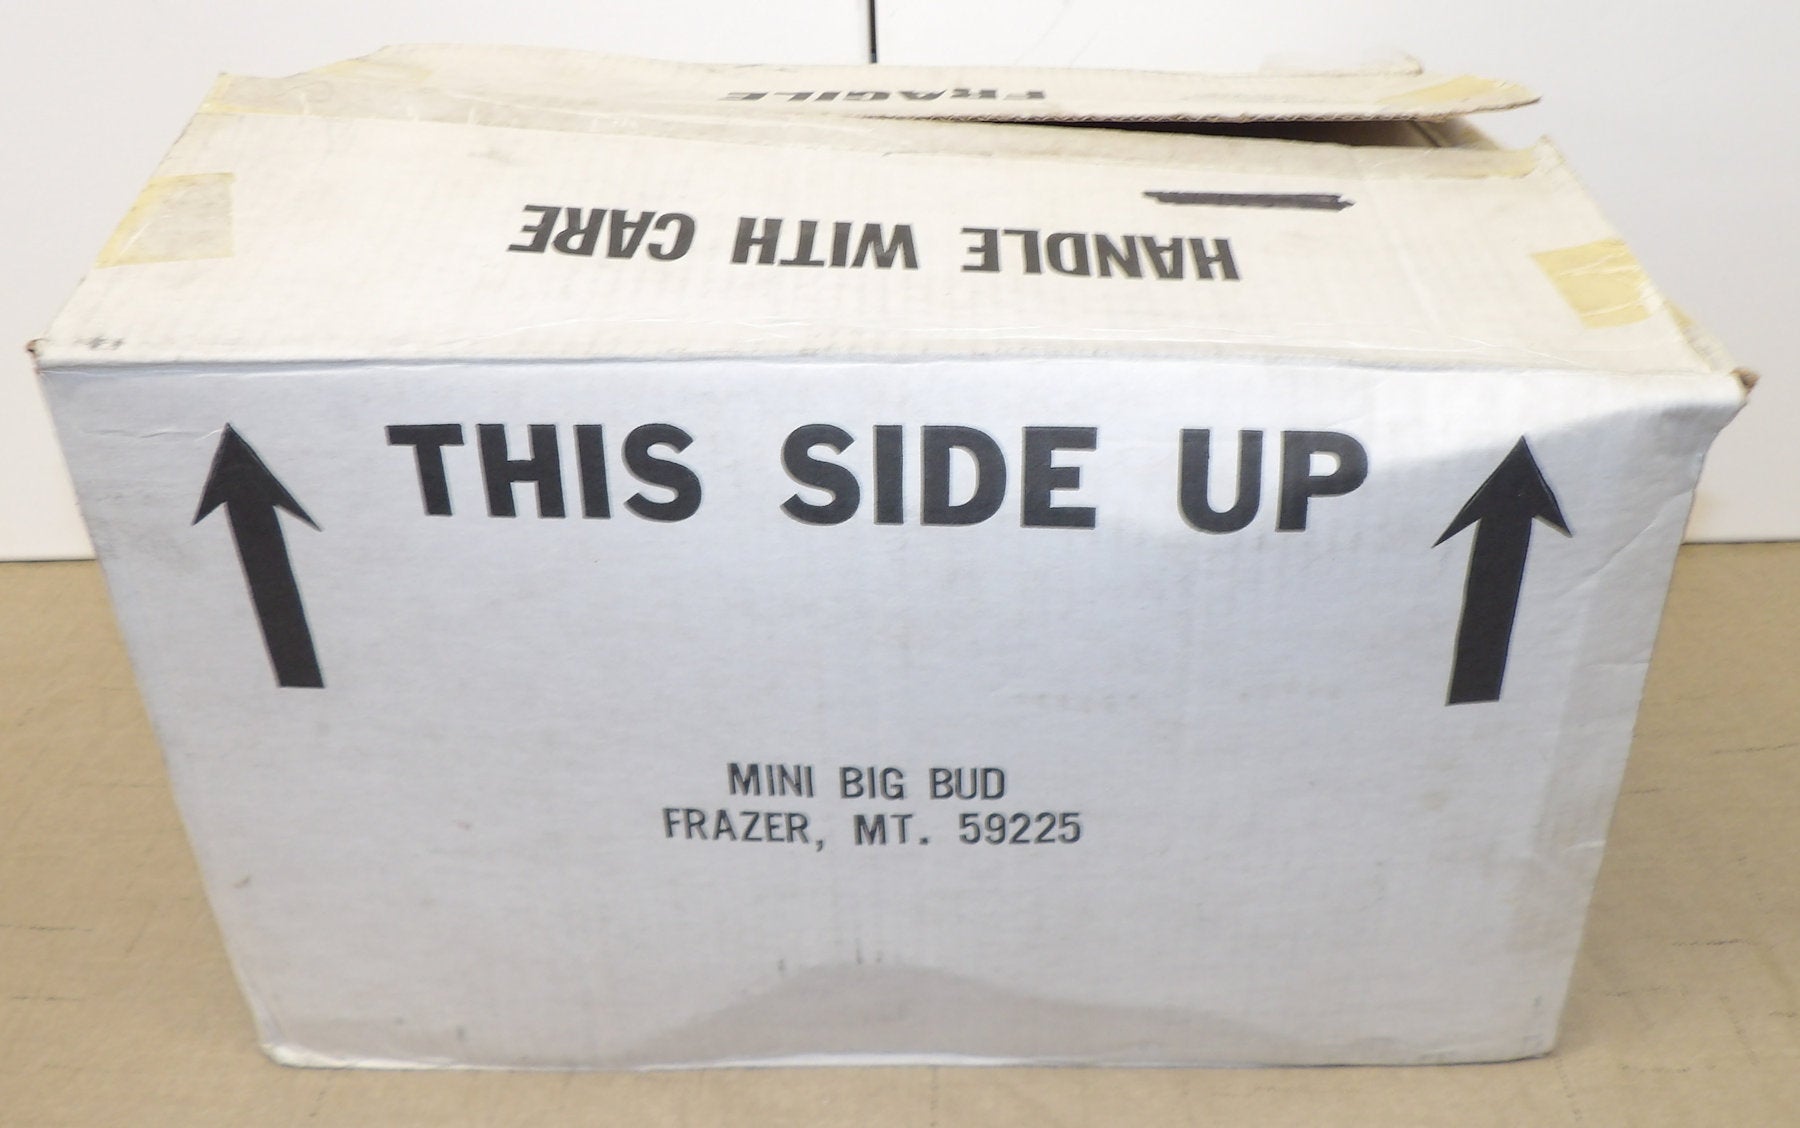 FRAGILE
HANDLE WITH CARE
THIS SIDE UP
MINI BIG BUD
FRAZER, MT. 59225